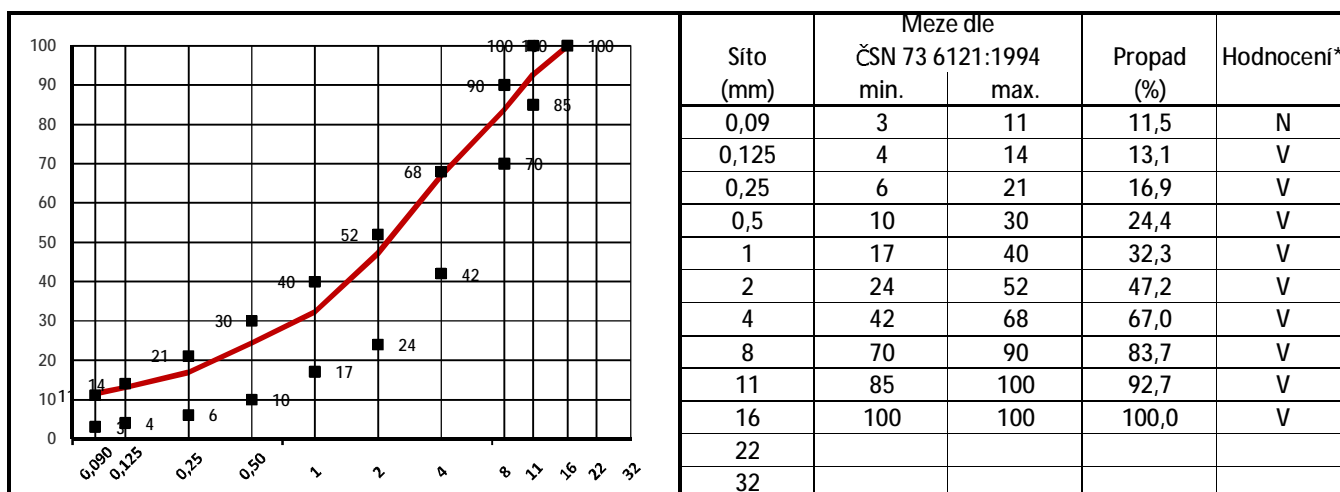 100
90
80
70
60
50
40
30
20
10
0
100 100 100
90
85
68
70
52
40
42
30
21
24
17
14
11
10
6
4
3
0,090 0,125 0,25 0,50 1 2 4 8 11 16 22 32
Meze dle
Síto ČSN 73 6121:1994 Propad Hodnocení*
(mm) min. max. (%)
0,09 3 11 11,5 N
0,125 4 14 13,1 V
0,25 6 21 16,9 V
0,5 10 30 24,4 V
1 17 40 32,3 V
2 24 52 47,2 V
4 42 68 67,0 V
8 70 90 83,7 V
11 85 100 92,7 V
16 100 100 100,0 V
22
32